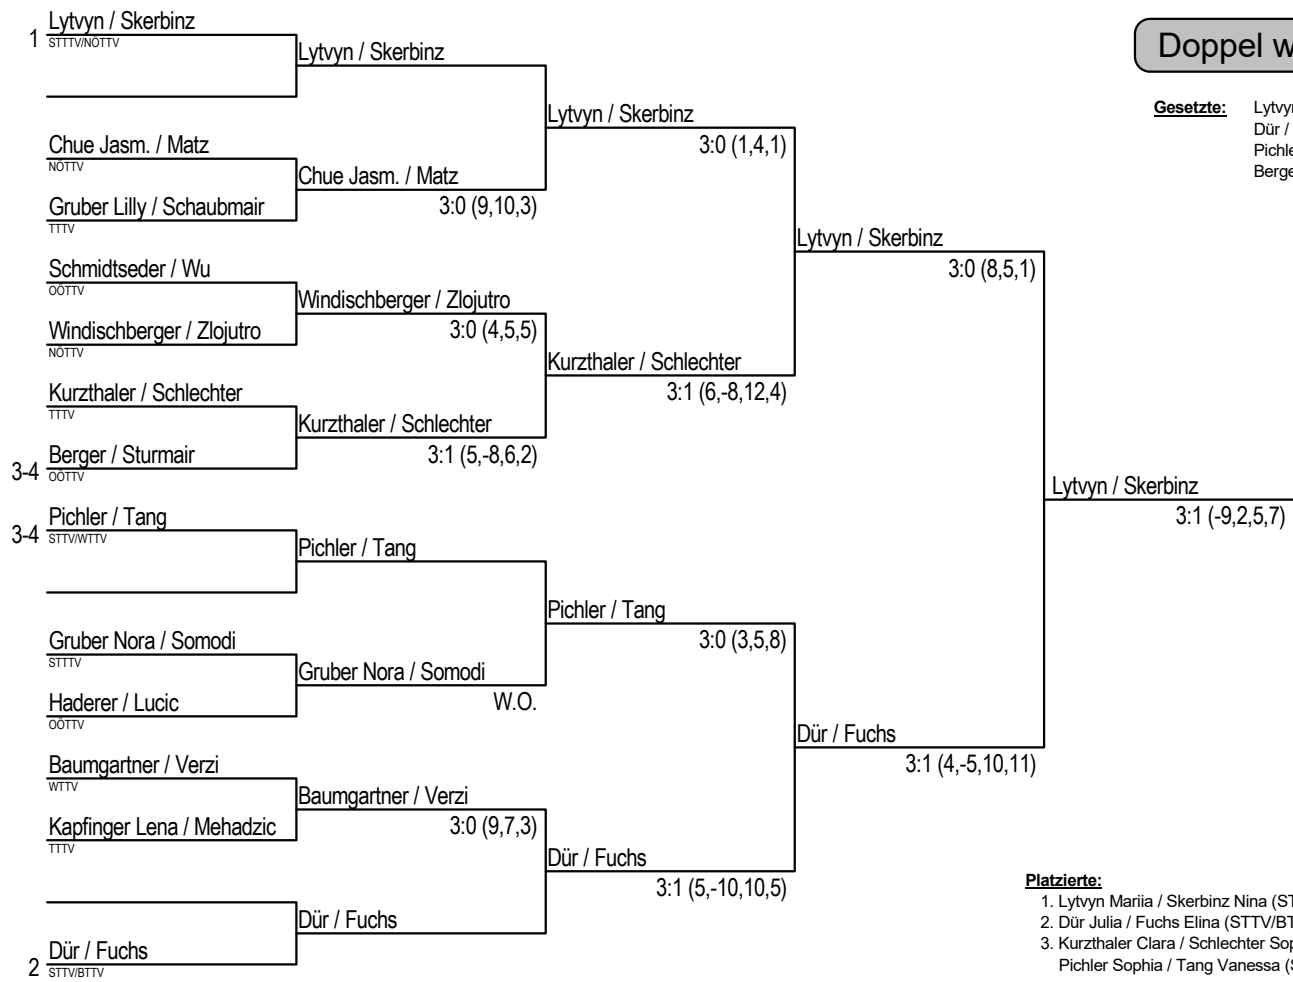 Lytvyn / Skerbinz
1 STTTV/NÖTTV
Lytvyn / Skerbinz
Lytvyn / Skerbinz
3:0 (1,4,1)
Chue Jasm. / Matz
NÖTTV
Chue Jasm. / Matz
3:0 (9,10,3)
Gruber Lilly / Schaubmair
TTTV
Lytvyn / Skerbinz
3:0 (8,5,1)
Schmidtseder / Wu
OÖTTV
Windischberger / Zlojutro
3:0 (4,5,5)
Windischberger / Zlojutro
NÖTTV
Kurzthaler / Schlechter
3:1 (6,-8,12,4)
Kurzthaler / Schlechter
TTTV
Kurzthaler / Schlechter
3:1 (5,-8,6,2)
Berger / Sturmair
3-4 OÖTTV
Lytvyn / Skerbinz
3:1 (-9,2,5,7)
Pichler / Tang
3-4 STTV/WTTV
Pichler / Tang
Pichler / Tang
3:0 (3,5,8)
Gruber Nora / Somodi
STTTV
Gruber Nora / Somodi
W.O.
Haderer / Lucic
OÖTTV
Dür / Fuchs
3:1 (4,-5,10,11)
Baumgartner / Verzi
WTTV
Baumgartner / Verzi
3:0 (9,7,3)
Kapfinger Lena / Mehadzic
TTTV
Dür / Fuchs
3:1 (5,-10,10,5)
Dür / Fuchs
Dür / Fuchs
2 STTV/BTTV
Doppel w
Gesetzte: Lytvy
Dür /
Pichle
Berge
Platzierte:
1. Lytvyn Mariia / Skerbinz Nina (ST
2. Dür Julia / Fuchs Elina (STTV/BT
3. Kurzthaler Clara / Schlechter Sop
Pichler Sophia / Tang Vanessa (S